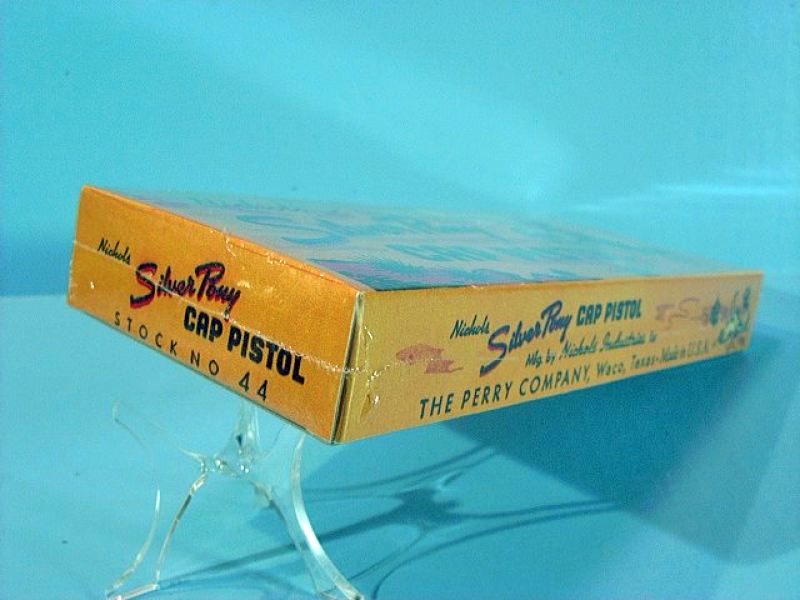 Nichols
Silver Pony
CAP PISTOL
STOCK NO 44
Nichols Silver Pony CAP PISTOL
Mfg. by Nichols Industries
THE PERRY COMPANY, Waco, Texas - Made in U.S.A.